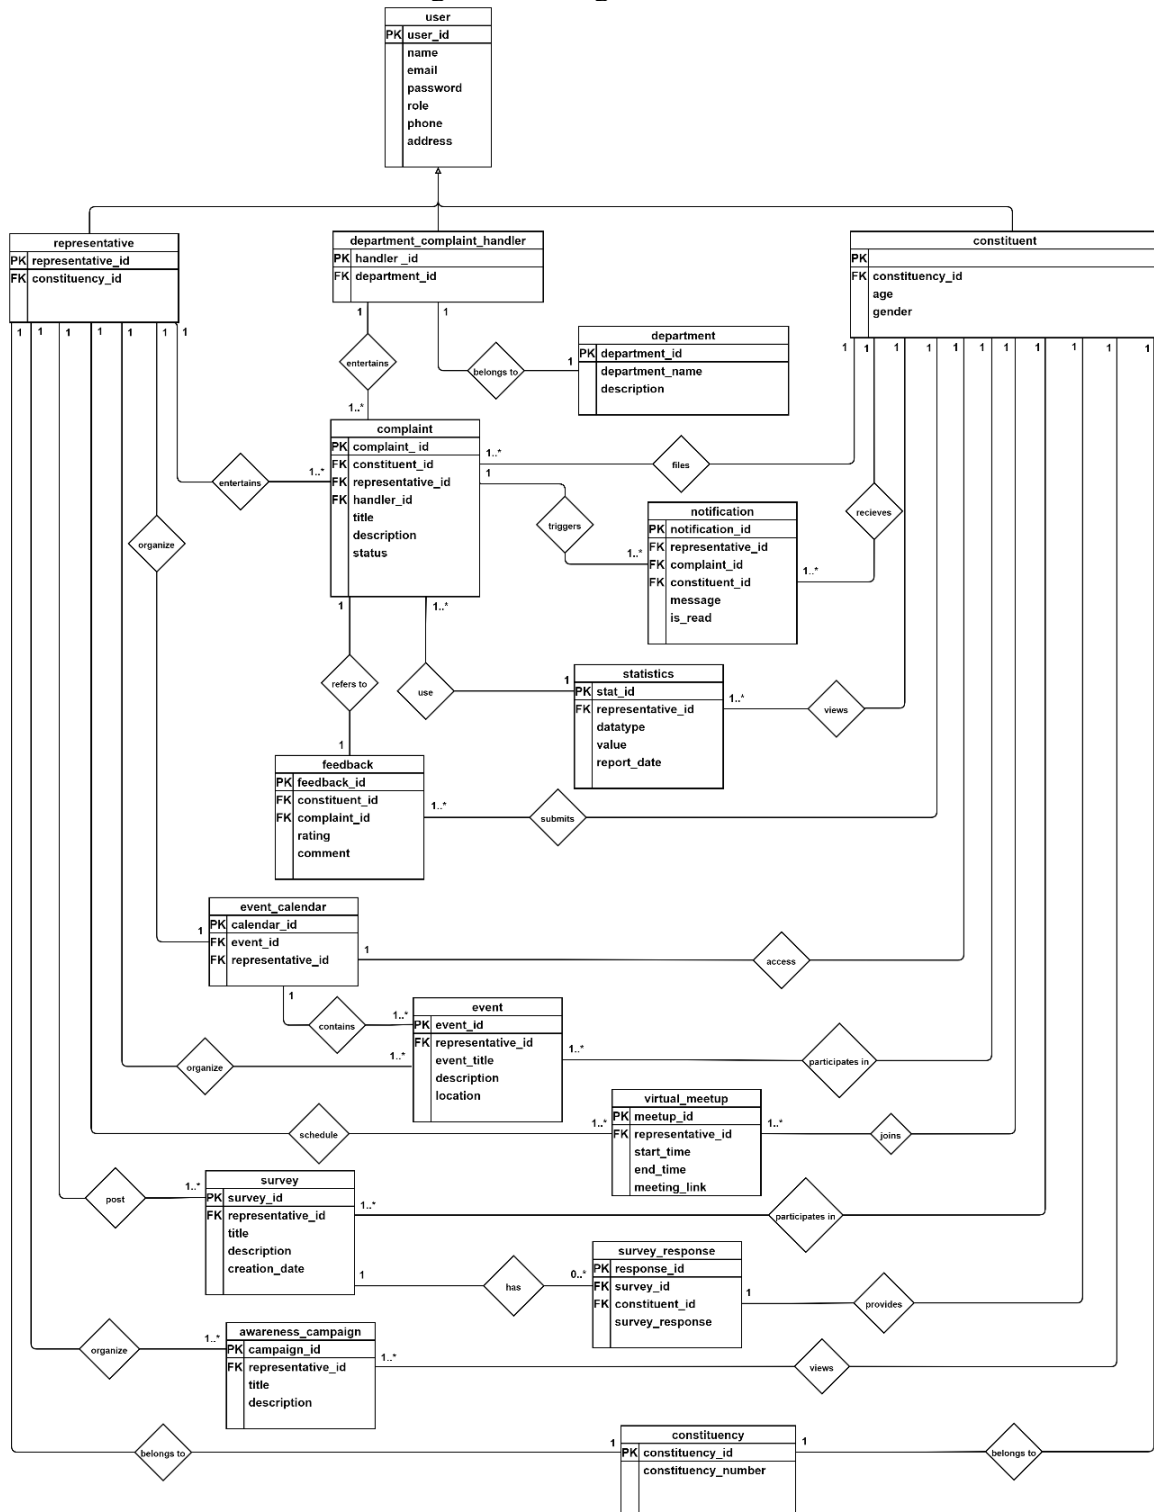 user
PK user_id
name
email
password
role
phone
address
representative
PK representative_id
FK constituency_id
department_complaint_handler
PK handler _id
FK department_id
constituent
PK
FK constituency_id
age
gender
1 1 1 1 1 1 1
1
1
1 1 1 1 1 1 1 1 1 1
entertains
belongs to
1
department
PK department_id
department_name
description
1..*
complaint
PK complaint_ id
FK constituent_id
FK representative_id
FK handler_id
title
description
status
entertains
1..*
1..*
files
1
triggers
1..*
organize
notification
PK notification_id
FK representative_id
FK complaint_id
FK constituent_id
message
is_read
recieves
1..*
1
1..*
refers to
use
1
statistics
PK stat_id
FK representative_id
datatype
value
report_date
1..*
views
1
feedback
PK feedback_id
FK constituent_id
FK complaint_id
rating
comment
1..*
submits
event_calendar
PK calendar_id
FK event_id
FK representative_id
1
1
access
1
contains
1..*
event
PK event_id
FK representative_id
event_title
description
location
organize
1..*
1..*
participates in
virtual_meetup
PK meetup_id
FK representative_id
start_time
end_time
meeting_link
schedule
1..*
1..*
joins
survey
PK survey_id
FK representative_id
title
description
creation_date
post
1..*
1..*
participates in
1
has
0..*
survey_response
PK response_id
FK survey_id
FK constituent_id
survey_response
1
provides
awareness_campaign
PK campaign_id
FK representative_id
title
description
organize
1..*
1..*
views
constituency
PK constituency_id
constituency_number
belongs to
1
1
belongs to